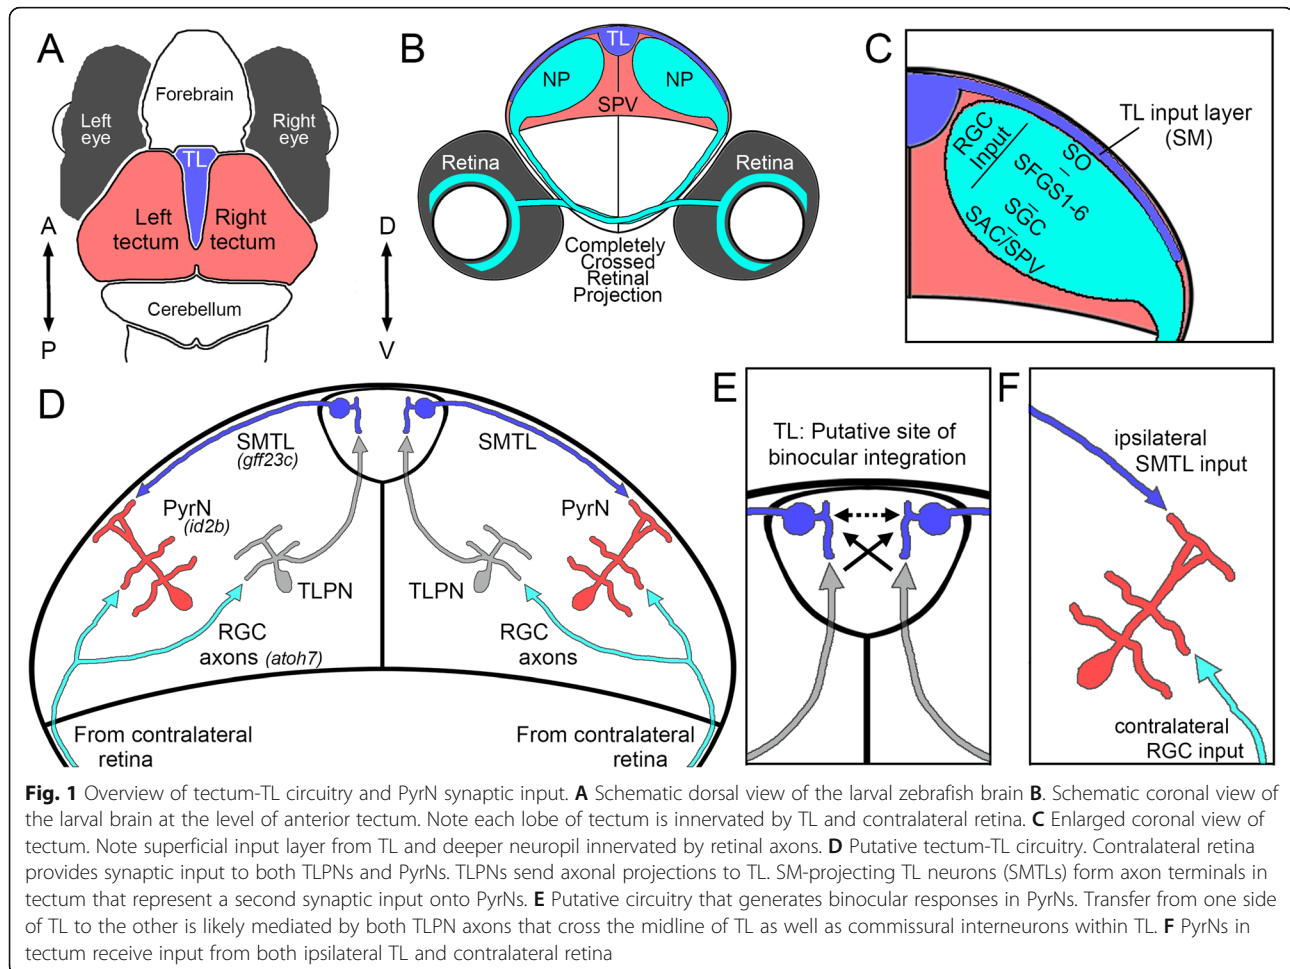 A
Forebrain
Left
eye
Right
eye
TL
Left
tectum
Right
tectum
A
P
Cerebellum
B
TL
NP
NP
SPV
Retina
Retina
D
V
Completely
Crossed
Retinal
Projection
C
TL input layer
(SM)
RGC
Input
SO
SFGS1-6
SGC
SAC/SPV
D
SMTL
(gff23c)
SMTL
PyrN
(id2b)
PyrN
TLPN
TLPN
RGC
axons (atoh7)
RGC
axons
From contralateral
retina
From contralateral
retina
E
TL: Putative site of
binocular integration
F
ipsilateral
SMTL input
contralateral
RGC input
Fig. 1 Overview of tectum-TL circuitry and PyrN synaptic input. A Schematic dorsal view of the larval zebrafish brain B. Schematic coronal view of
the larval brain at the level of anterior tectum. Note each lobe of tectum is innervated by TL and contralateral retina. C Enlarged coronal view of
tectum. Note superficial input layer from TL and deeper neuropil innervated by retinal axons. D Putative tectum-TL circuitry. Contralateral retina
provides synaptic input to both TLPNs and PyrNs. TLPNs send axonal projections to TL. SM-projecting TL neurons (SMTLs) form axon terminals in
tectum that represent a second synaptic input onto PyrNs. E Putative circuitry that generates binocular responses in PyrNs. Transfer from one side
of TL to the other is likely mediated by both TLPN axons that cross the midline of TL as well as commissural interneurons within TL. F PyrNs in
tectum receive input from both ipsilateral TL and contralateral retina